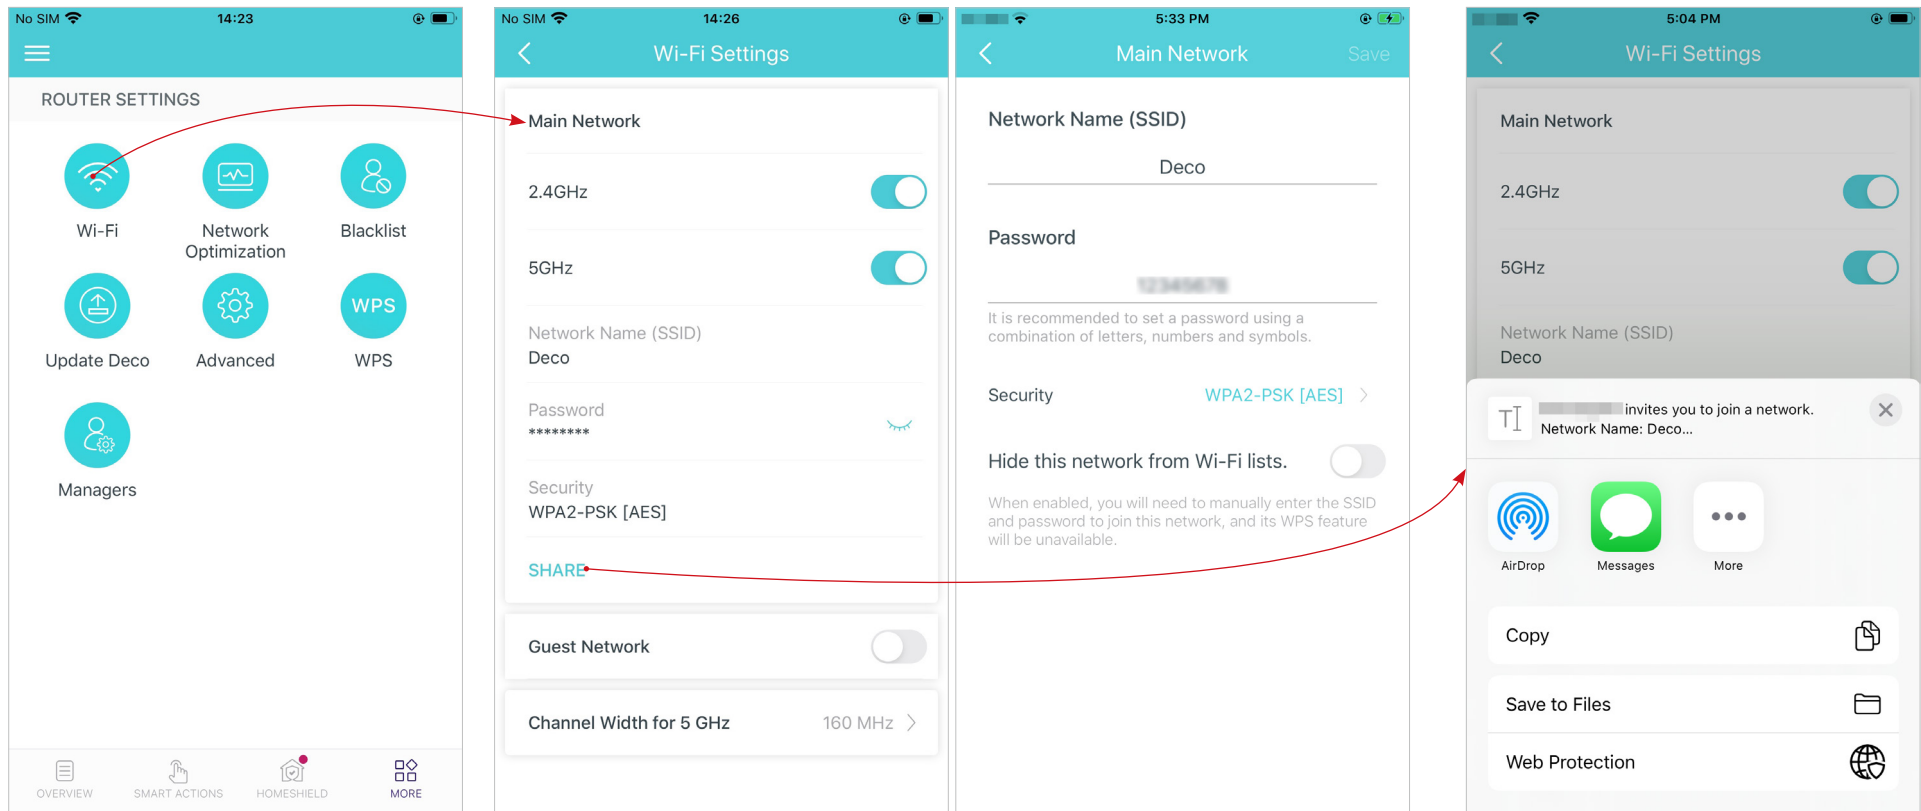 No SIM
14:23
ROUTER SETTINGS
Wi-Fi
Network
Optimization
Blacklist
Update Deco
Advanced
WPS
WPS
Managers
OVERVIEW
SMART ACTIONS
HOMESHIELD
MORE
No SIM
14:26
Wi-Fi Settings
Main Network
2.4GHz
5GHz
Network Name (SSID)
Deco
Password
********
Security
WPA2-PSK [AES]
SHARE
Guest Network
Channel Width for 5 GHz
160 MHz
5:33 PM
Main Network
Save
Network Name (SSID)
Deco
Password
It is recommended to set a password using a
combination of letters, numbers and symbols.
Security
WPA2-PSK [AES]
Hide this network from Wi-Fi lists.
When enabled, you will need to manually enter the SSID
and password to join this network, and its WPS feature
will be unavailable.
5:04 PM
Wi-Fi Settings
Main Network
2.4GHz
5GHz
Network Name (SSID)
Deco
invites you to join a network.
Network Name: Deco...
AirDrop
Messages
More
Copy
Save to Files
Web Protection